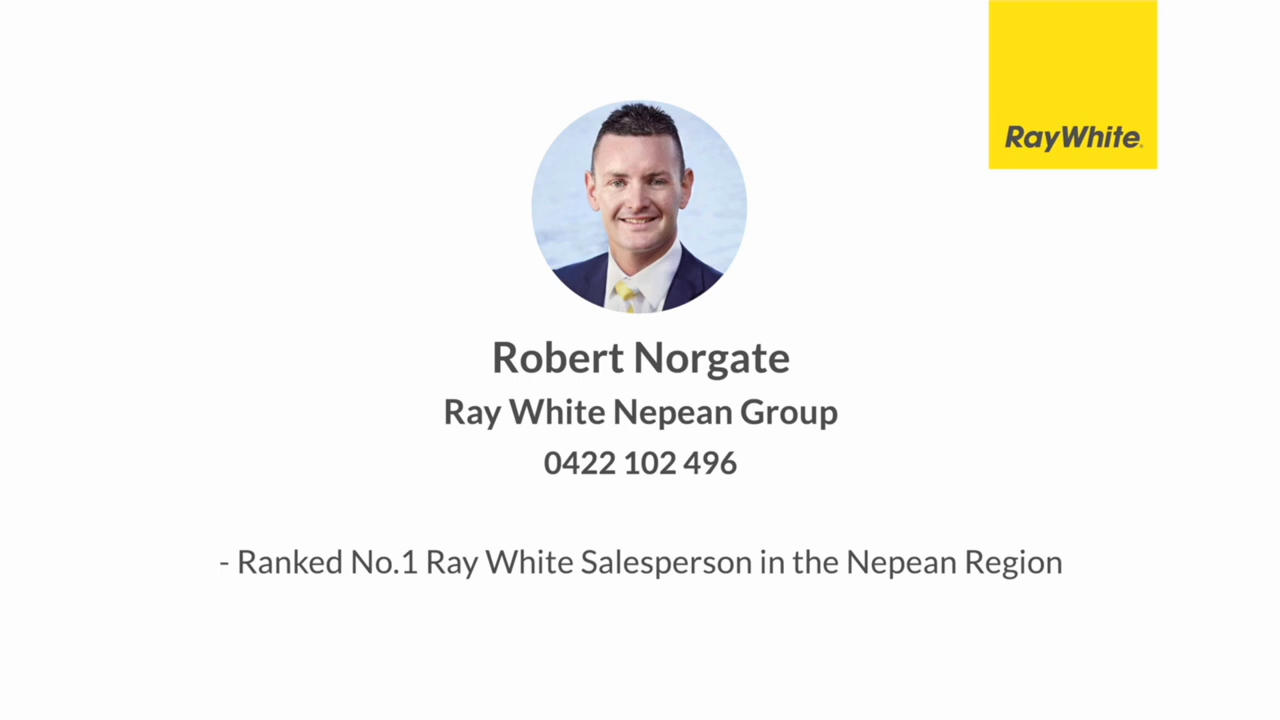 RayWhite.
Robert Norgate
Ray White Nepean Group
0422 102 496
- Ranked No.1 Ray White Salesperson in the Nepean Region